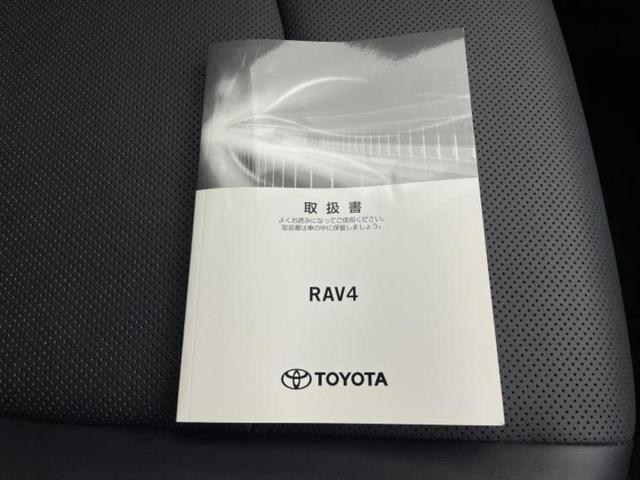 取扱書
よくお読みになってご使用ください。
取扱書は車の中に保管しましょう。
RAV4
TOYOTA